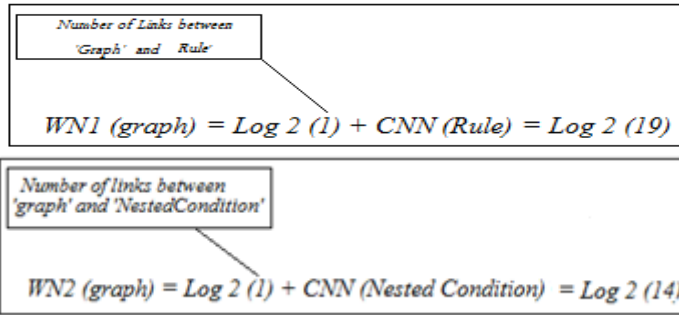 Number of Links between
'Graph' and Rule'
WN1 (graph) = Log 2 (1) + CNN (Rule) = Log 2 (19)
Number of links between
'graph' and 'NestedCondition'
WN2 (graph) = Log 2 (1) + CNN (Nested Condition) = Log 2 (14)